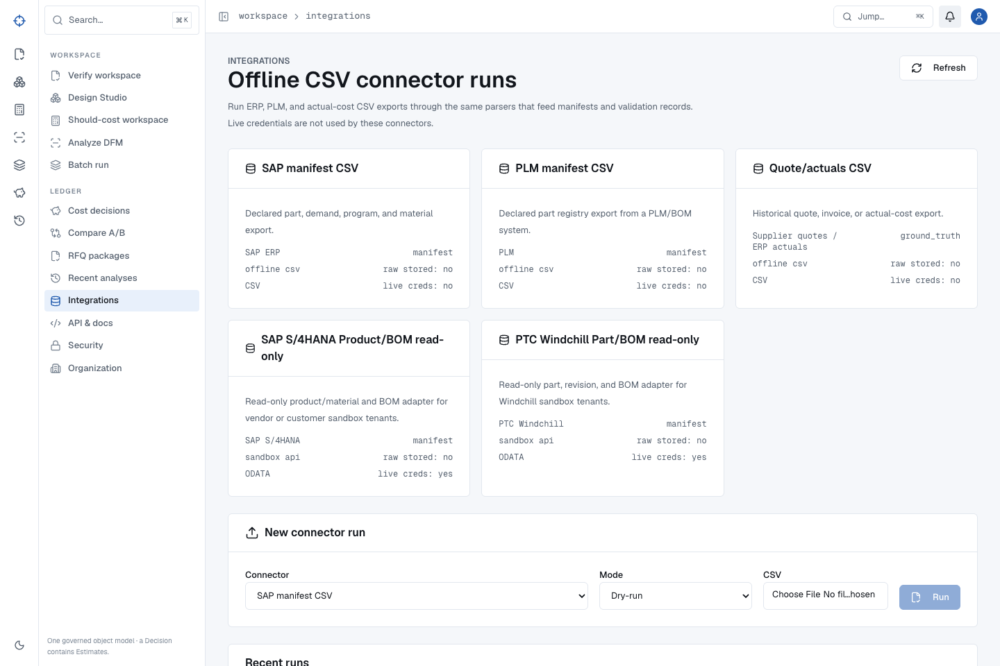 Search...
⌘ K
WORKSPACE
Verify workspace
Design Studio
Should-cost workspace
Analyze DFM
Batch run
LEDGER
Cost decisions
Compare A/B
RFQ packages
Recent analyses
Integrations
API & docs
Security
Organization
One governed object model · a Decision
contains Estimates.
workspace > integrations
Jump...
⌘K
INTEGRATIONS
Offline CSV connector runs
Refresh
Run ERP, PLM, and actual-cost CSV exports through the same parsers that feed manifests and validation records.
Live credentials are not used by these connectors.
SAP manifest CSV
Declared part, demand, program, and material
export.
SAP ERP manifest
offline csv raw stored: no
CSV live creds: no
PLM manifest CSV
Declared part registry export from a PLM/BOM
system.
PLM manifest
offline csv raw stored: no
CSV live creds: no
Quote/actuals CSV
Historical quote, invoice, or actual-cost export.
Supplier quotes / ground_truth
ERP actuals
offline csv raw stored: no
CSV live creds: no
SAP S/4HANA Product/BOM read-
only
Read-only product/material and BOM adapter for
vendor or customer sandbox tenants.
SAP S/4HANA manifest
sandbox api raw stored: no
ODATA live creds: yes
PTC Windchill Part/BOM read-only
Read-only part, revision, and BOM adapter for
Windchill sandbox tenants.
PTC Windchill manifest
sandbox api raw stored: no
ODATA live creds: yes
New connector run
Connector
SAP manifest CSV
Mode
Dry-run
CSV
Choose File No fil...hosen
Run
Recent runs